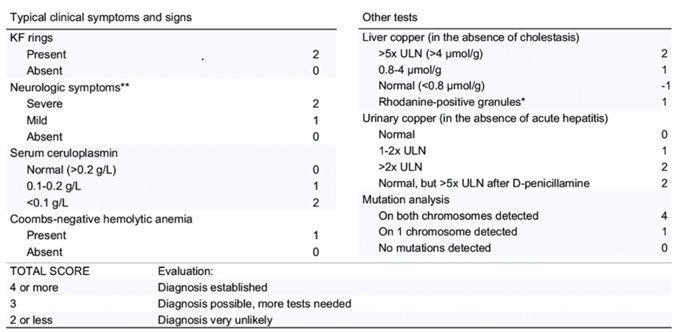 Typical clinical symptoms and signs
KF rings
Present 2
Absent 0
Neurologic symptoms**
Severe 2
Mild 1
Absent 0
Serum ceruloplasmin
Normal (>0.2 g/L) 0
0.1-0.2 g/L 1
<0.1 g/L 2
Coombs-negative hemolytic anemia
Present 1
Absent 0
Other tests
Liver copper (in the absence of cholestasis)
>5x ULN (>4 µmol/g) 2
0.8-4 µmol/g 1
Normal (<0.8 µmol/g) -1
Rhodanine-positive granules* 1
Urinary copper (in the absence of acute hepatitis)
Normal 0
1-2x ULN 1
>2x ULN 2
Normal, but >5x ULN after D-penicillamine 2
Mutation analysis
On both chromosomes detected 4
On 1 chromosome detected 1
No mutations detected 0
TOTAL SCORE Evaluation:
4 or more Diagnosis established
3 Diagnosis possible, more tests needed
2 or less Diagnosis very unlikely